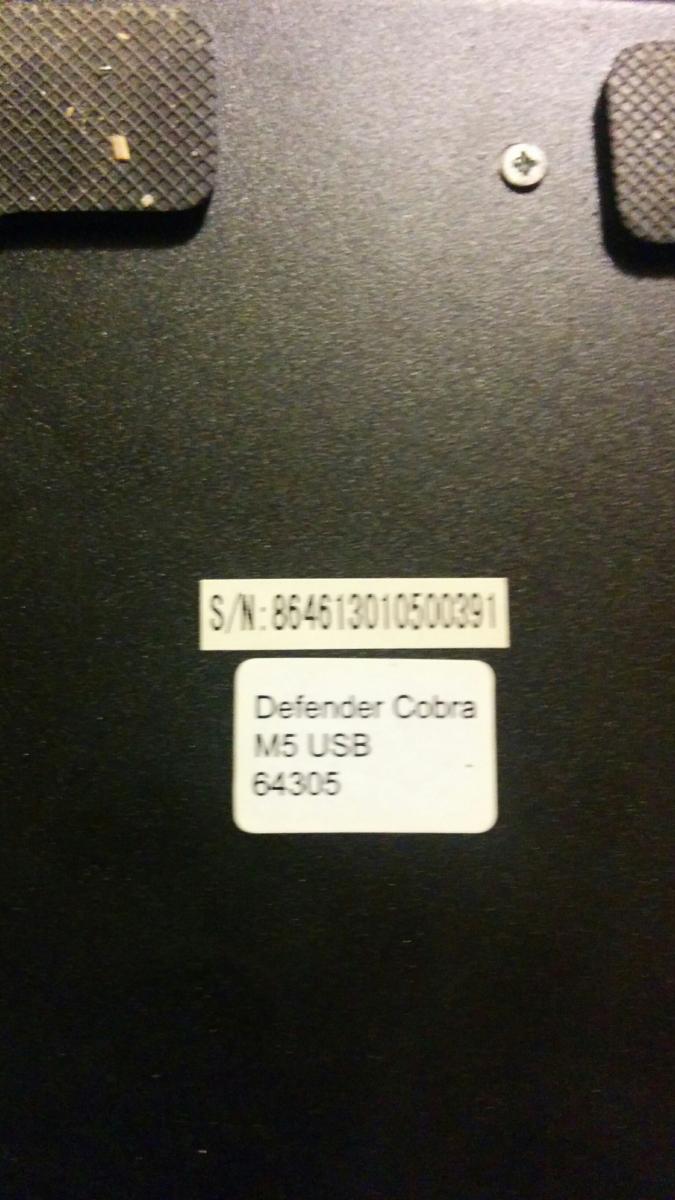 S/N:864613010500391
Defender Cobra
M5 USB
64305